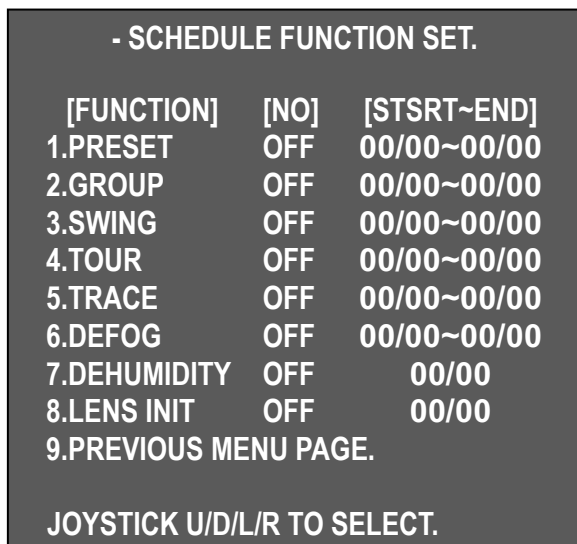 - SCHEDULE FUNCTION SET.
[FUNCTION] [NO] [STSRT~END]
1.PRESET OFF 00/00~00/00
2.GROUP OFF 00/00~00/00
3.SWING OFF 00/00~00/00
4.TOUR OFF 00/00~00/00
5.TRACE OFF 00/00~00/00
6.DEFOG OFF 00/00~00/00
7.DEHUMIDITY OFF 00/00
8.LENS INIT OFF 00/00
9.PREVIOUS MENU PAGE.
JOYSTICK U/D/L/R TO SELECT.